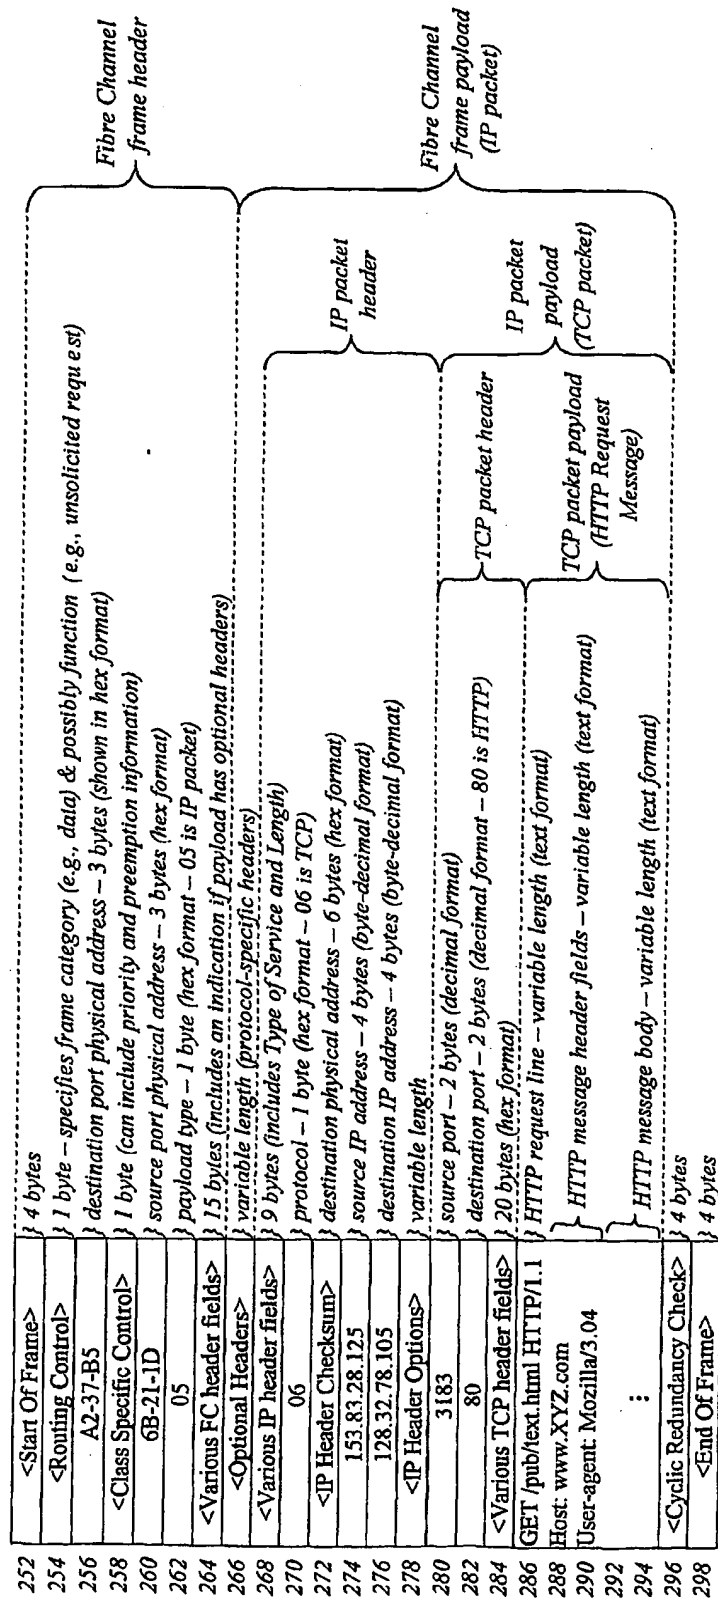 252 <Start Of Frame> } 4 bytes
254 <Routing Control> } 1 byte – specifies frame category (e.g., data) & possibly function (e.g., unsolicited request)
256 A2-37-B5 } destination port physical address – 3 bytes (shown in hex format)
258 <Class Specific Control> } 1 byte (can include priority and preemption information)
260 6B-21-1D } source port physical address – 3 bytes (hex format)
262 05 } payload type – 1 byte (hex format – 05 is IP packet)
264 <Various FC header fields> } 15 bytes (includes an indication if payload has optional headers)
Fibre Channel
frame header
266 <Optional Headers> } variable length (protocol-specific headers)
268 <Various IP header fields> } 9 bytes (includes Type of Service and Length)
270 06 } protocol – 1 byte (hex format – 06 is TCP)
272 <IP Header Checksum> } destination physical address – 6 bytes (hex format)
274 153.83.28.125 } source IP address – 4 bytes (byte-decimal format)
276 128.32.78.105 } destination IP address – 4 bytes (byte-decimal format)
278 <IP Header Options> } variable length
IP packet
header
280 3183 } source port – 2 bytes (decimal format)
282 80 } destination port – 2 bytes (decimal format – 80 is HTTP)
284 <Various TCP header fields> } 20 bytes (hex format)
TCP packet header
286 GET /pub/text.html HTTP/1.1 } HTTP request line – variable length (text format)
288 Host: www.XYZ.com
290 User-agent: Mozilla/3.04
HTTP message header fields – variable length (text format)
292
294 ⋮
HTTP message body – variable length (text format)
TCP packet payload
(HTTP Request
Message)
IP packet
payload
(TCP packet)
Fibre Channel
frame payload
(IP packet)
296 <Cyclic Redundancy Check> } 4 bytes
298 <End Of Frame> } 4 bytes